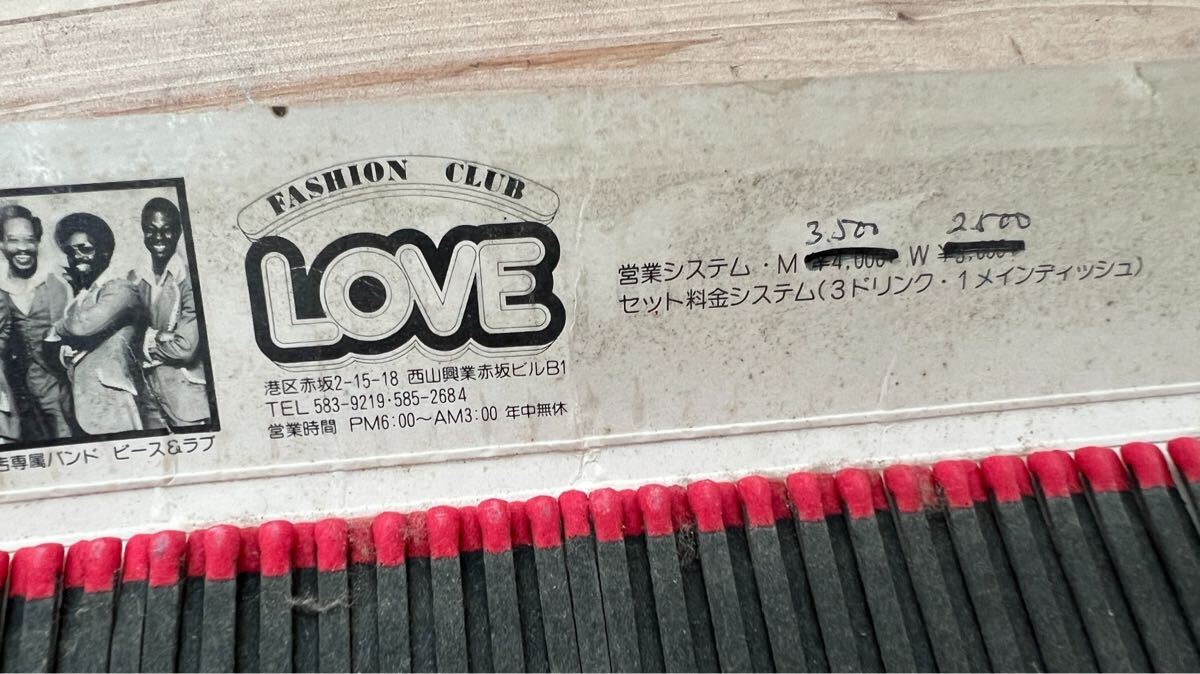 FASHION CLUB
LOVE
港区赤坂2-15-18 西山興業赤坂ビルB1
TEL 583-9219・585-2684
営業時間 PM6:00〜AM3:00 年中無休
店専属バンド ピース&ラブ
3.500 2500
営業システム・M ¥4,000 W ¥3,000
セット料金システム(3ドリンク・1メインディッシュ)